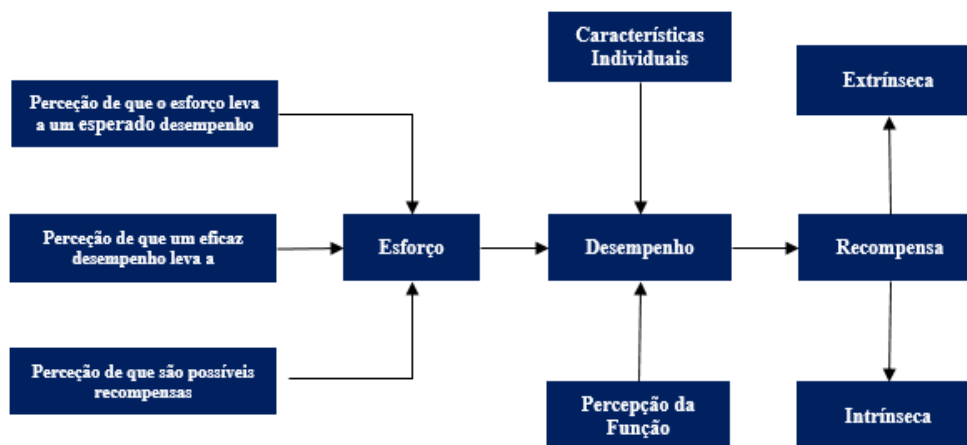 Perceção de que o esforço leva
a um esperado desempenho
Perceção de que um eficaz
desempenho leva a
Perceção de que são possíveis
recompensas
Esforço
Características
Individuais
Desempenho
Percepção da
Função
Extrínseca
Recompensa
Intrínseca